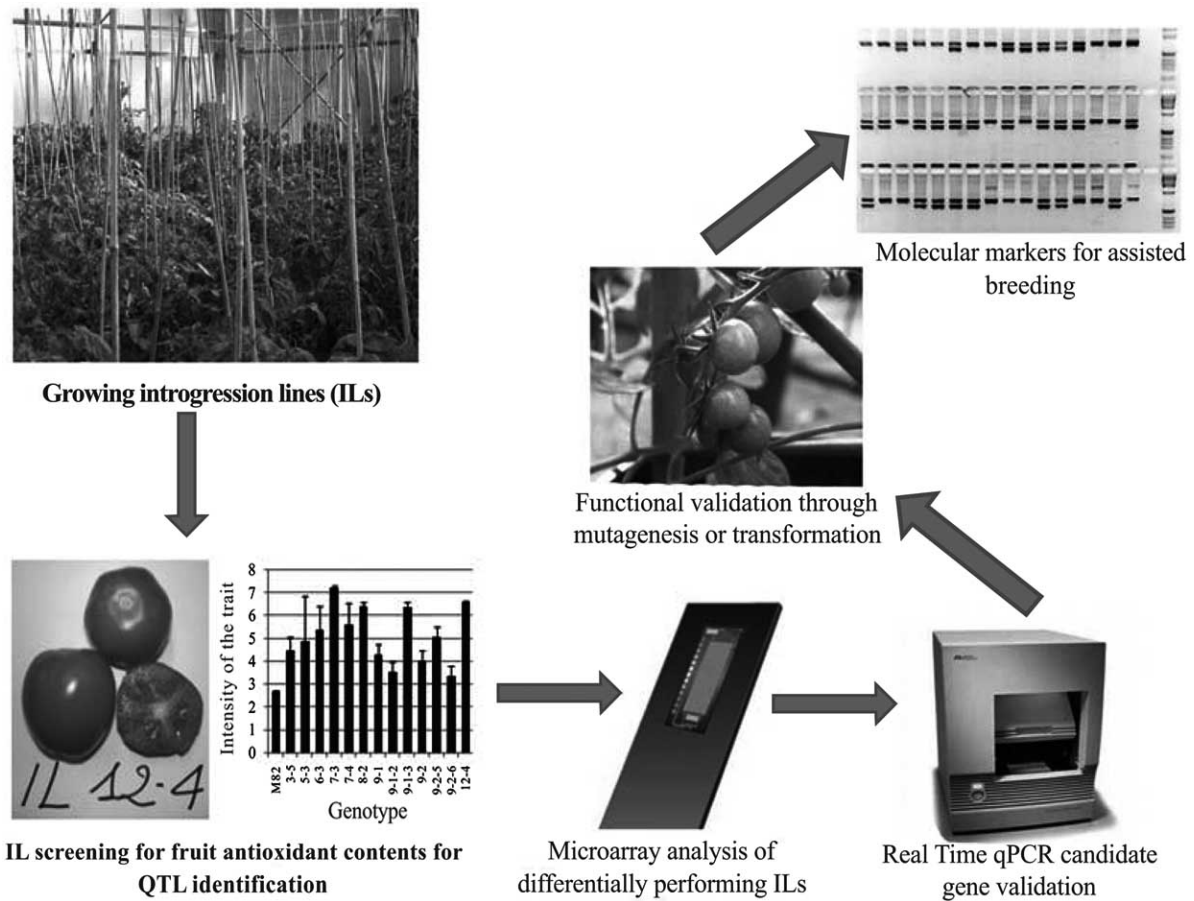 Growing introgression lines (ILs)
IL 12-4
Intensity of the trait
8
7
6
5
4
3
2
1
0
M82
3-5
5-3
6-3
7-3
7-4
8-2
9-1
9-1-2
9-1-3
9-2
9-2-5
9-2-6
12-4
Genotype
IL screening for fruit antioxidant contents for
QTL identification
Microarray analysis of
differentially performing ILs
Real Time qPCR candidate
gene validation
Functional validation through
mutagenesis or transformation
Molecular markers for assisted
breeding